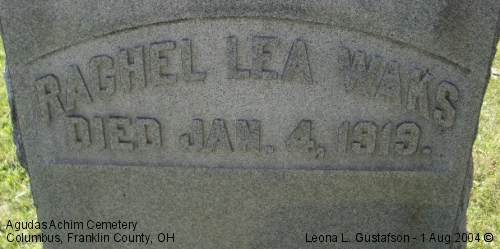 RACHEL LEA WAKS
DIED JAN. 4, 1919.
Agudas Achim Cemetery
Columbus, Franklin County, OH
Leona L. Gustafson - 1 Aug 2004 ©